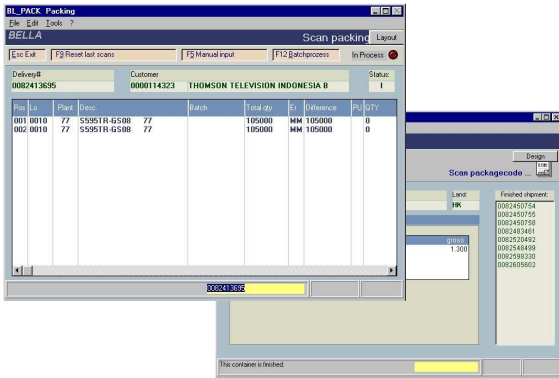 BL_PACK Packing
File Edit Tools ?
BELLA
Scan packing
Layout
Esc Exit
F9 Reset last scans
F5 Manual input
F12 Batchprozess
In Process
Delivery#
Customer
Status:
0082413695
0000114323 THOMSON TELEVISION INDONESIA B
I
Pos Lo Plant Desc. Batch Total qty Er Difference PU QTY
001 0010 77 S595TR-GS08 77 105000 MM 105000 0
002 0010 77 S595TR-GS08 77 105000 MM 105000 0
0082413695
Design
Scan packagecode ...
Land:
HK
Finished shipment:
0082450754
0082450755
0082450758
0082483481
0082520492
0082548499
0082598330
0082605602
gross
1.300
This container is finished.